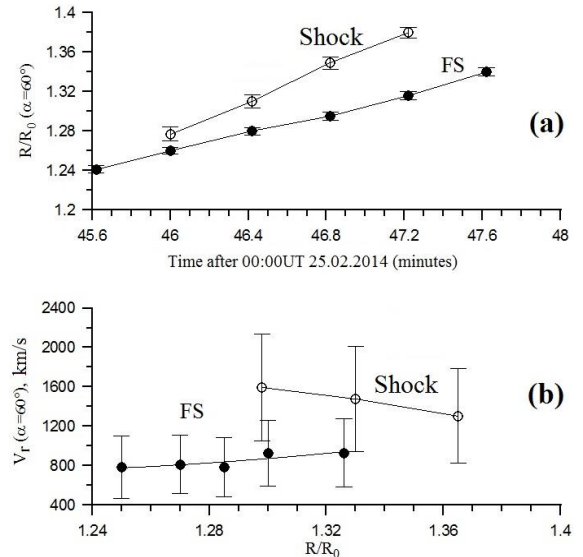 1.4
1.36
1.32
1.28
1.24
1.2
R/R0 (α=60°)
Shock
FS
(a)
45.6 46 46.4 46.8 47.2 47.6 48
Time after 00:00UT 25.02.2014 (minutes)
2400
2000
1600
1200
800
400
Vr (α=60°), km/s
FS
Shock
(b)
1.24 1.28 1.32 1.36 1.4
R/R0